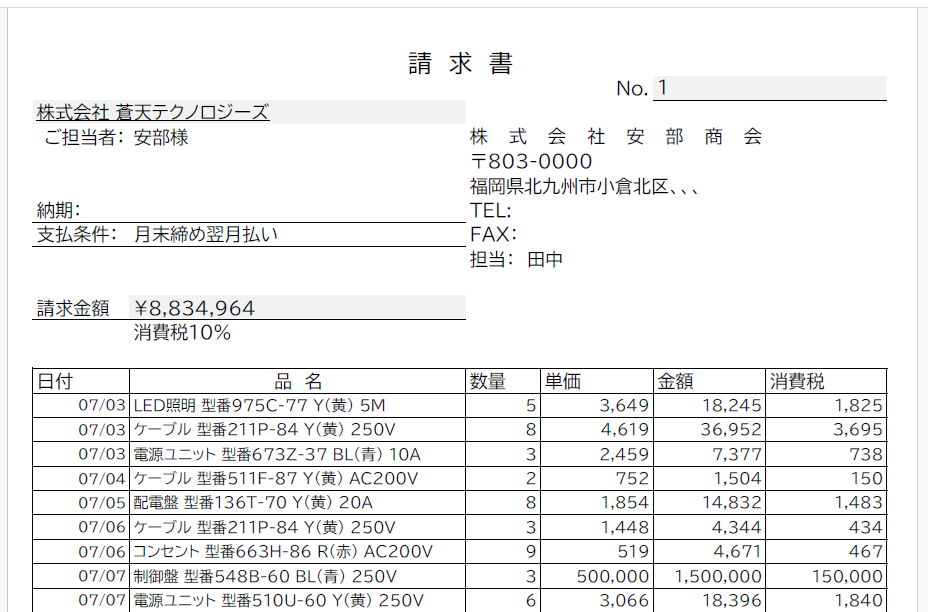 請 求 書
No. 1
株式会社 蒼天テクノロジーズ
ご担当者： 安部様
株 式 会 社 安 部 商 会
〒803-0000
福岡県北九州市小倉北区、、、
納期：
TEL:
支払条件： 月末締め翌月払い
FAX:
担当： 田中
請求金額 ¥8,834,964
消費税10%
日付 品 名 数量 単価 金額 消費税
07/03 LED照明 型番975C-77 Y(黄) 5M 5 3,649 18,245 1,825
07/03 ケーブル 型番211P-84 Y(黄) 250V 8 4,619 36,952 3,695
07/03 電源ユニット 型番673Z-37 BL(青) 10A 3 2,459 7,377 738
07/04 ケーブル 型番511F-87 Y(黄) AC200V 2 752 1,504 150
07/05 配電盤 型番136T-70 Y(黄) 20A 8 1,854 14,832 1,483
07/06 ケーブル 型番211P-84 Y(黄) 250V 3 1,448 4,344 434
07/06 コンセント 型番663H-86 R(赤) AC200V 9 519 4,671 467
07/07 制御盤 型番548B-60 BL(青) 250V 3 500,000 1,500,000 150,000
07/07 電源ユニット 型番510U-60 Y(黄) 250V 6 3,066 18,396 1,840